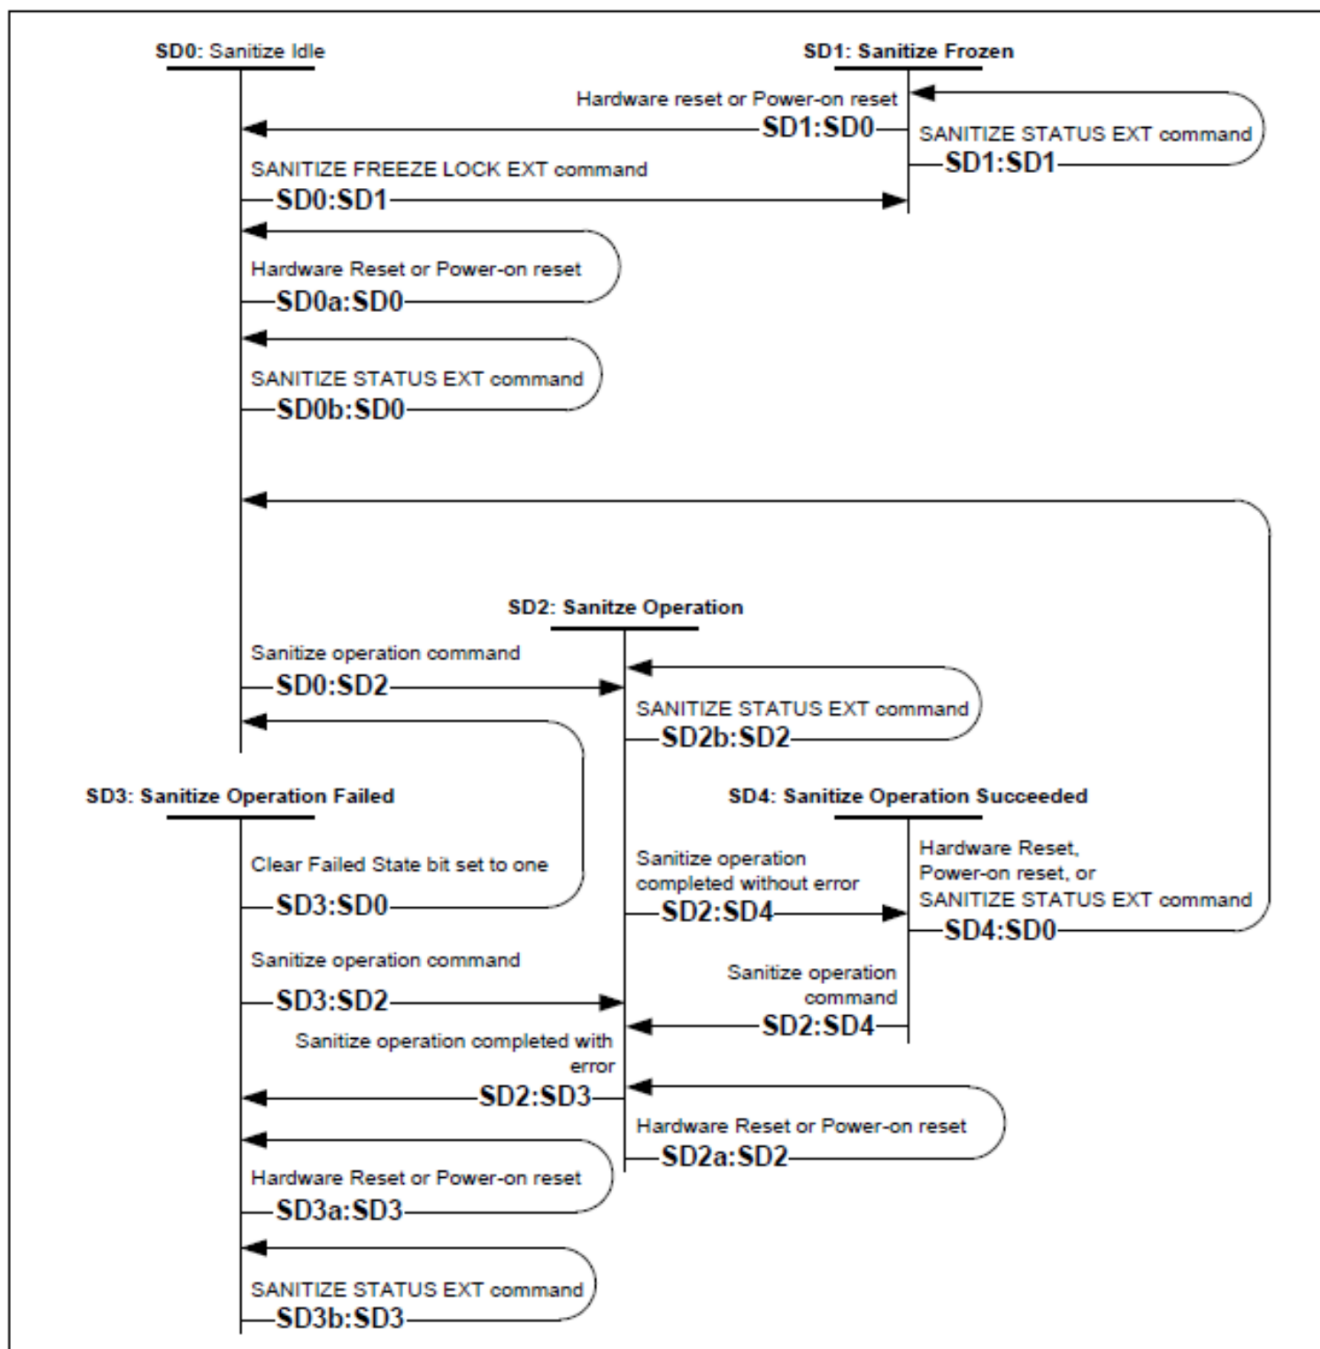 SD0: Sanitize Idle
SD1: Sanitize Frozen
Hardware reset or Power-on reset
SD1:SD0
SANITIZE STATUS EXT command
SD1:SD1
SANITIZE FREEZE LOCK EXT command
SD0:SD1
Hardware Reset or Power-on reset
SD0a:SD0
SANITIZE STATUS EXT command
SD0b:SD0
SD2: Sanitze Operation
Sanitize operation command
SD0:SD2
SANITIZE STATUS EXT command
SD2b:SD2
SD3: Sanitize Operation Failed
SD4: Sanitize Operation Succeeded
Clear Failed State bit set to one
SD3:SD0
Sanitize operation
completed without error
SD2:SD4
Hardware Reset,
Power-on reset, or
SANITIZE STATUS EXT command
SD4:SD0
Sanitize operation command
SD3:SD2
Sanitize operation
command
SD2:SD4
Sanitize operation completed with
error
SD2:SD3
Hardware Reset or Power-on reset
SD2a:SD2
Hardware Reset or Power-on reset
SD3a:SD3
SANITIZE STATUS EXT command
SD3b:SD3